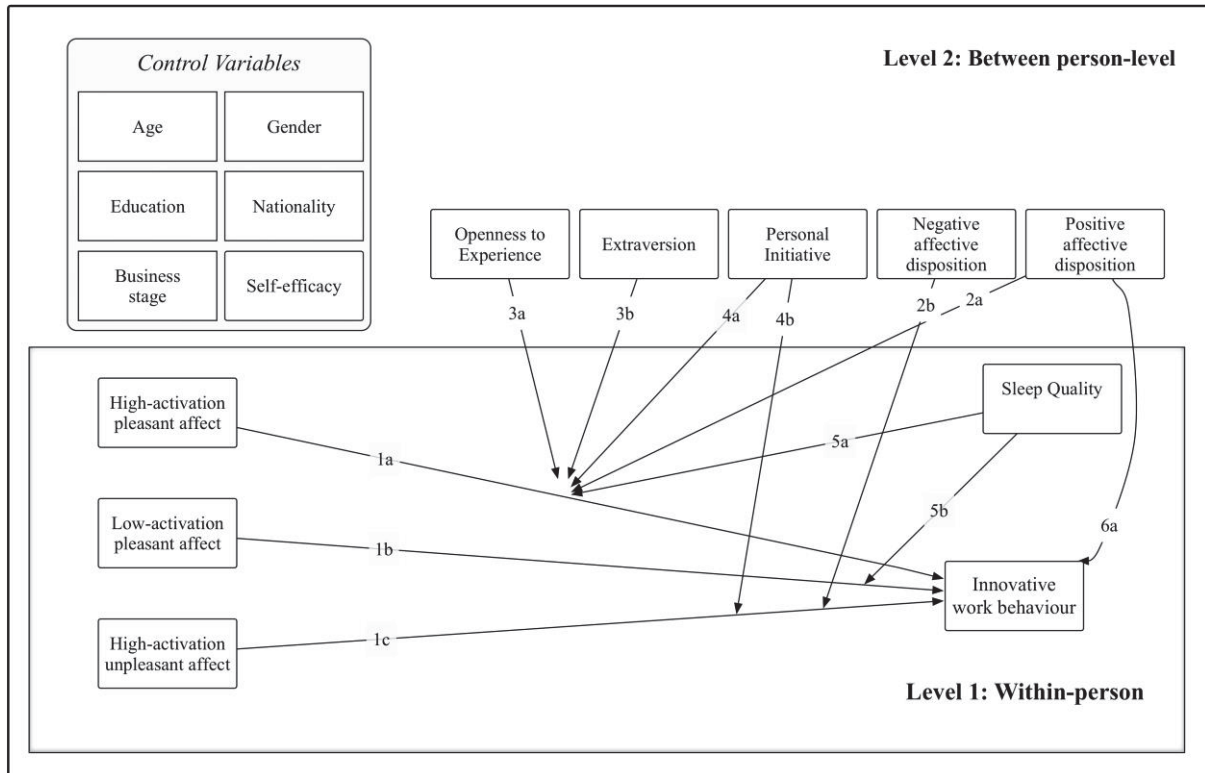 Control Variables
Level 2: Between person-level
Age
Gender
Education
Nationality
Business
stage
Self-efficacy
Openness to
Experience
Extraversion
Personal
Initiative
Negative
affective
disposition
Positive
affective
disposition
3a
3b
4a
4b
2b
2a
High-activation
pleasant affect
Sleep Quality
1a
5a
Low-activation
pleasant affect
1b
5b
6a
Innovative
work behaviour
High-activation
unpleasant affect
1c
Level 1: Within-person